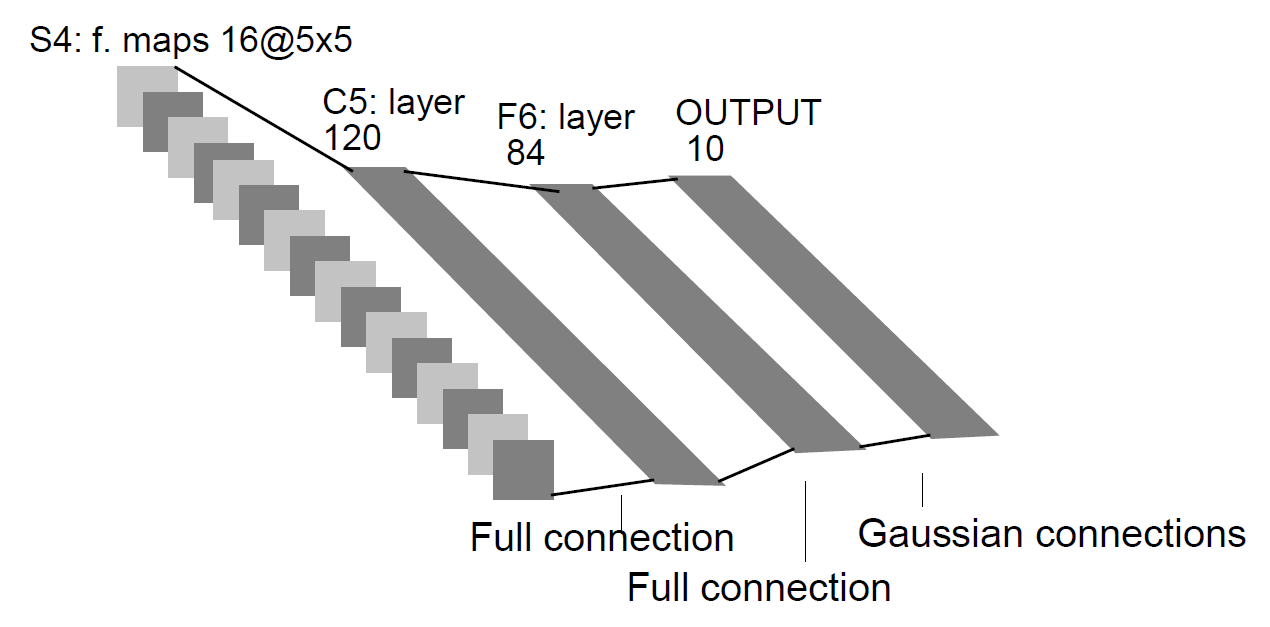 S4: f. maps 16@5x5
C5: layer
120
F6: layer
84
OUTPUT
10
Full connection
Full connection
Gaussian connections